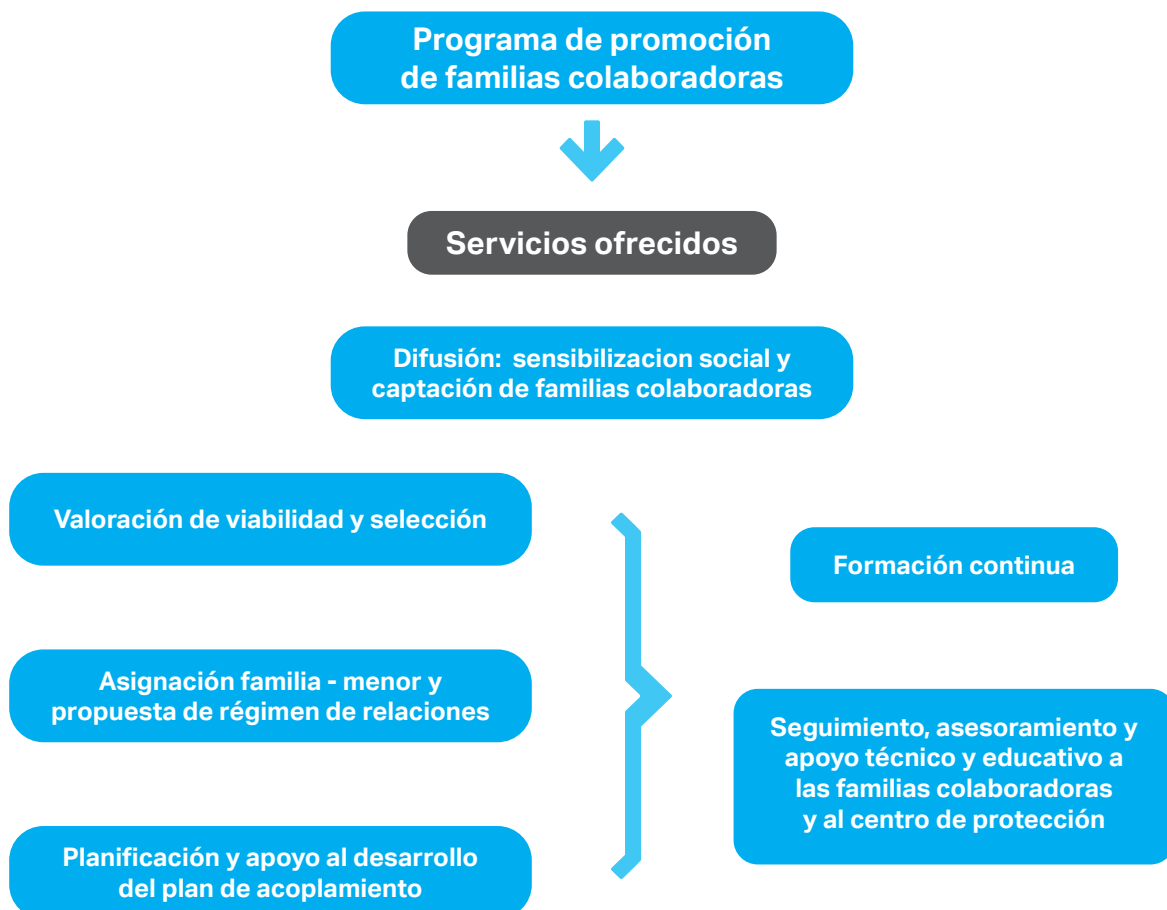 Programa de promoción
de familias colaboradoras
Servicios ofrecidos
Difusión: sensibilizacion social y
captación de familias colaboradoras
Valoración de viabilidad y selección
Asignación familia - menor y
propuesta de régimen de relaciones
Planificación y apoyo al desarrollo
del plan de acoplamiento
Formación continua
Seguimiento, asesoramiento y
apoyo técnico y educativo a
las familias colaboradoras
y al centro de protección